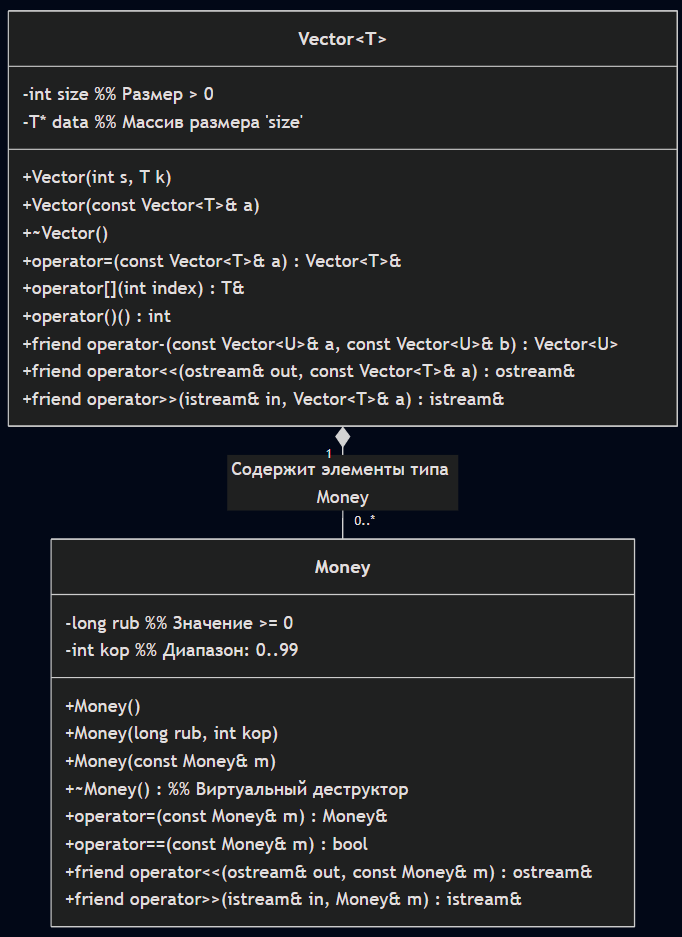 Vector<T>
-int size %% Размер > 0
-T* data %% Массив размера 'size'
+Vector(int s, T k)
+Vector(const Vector<T>& a)
+~Vector()
+operator=(const Vector<T>& a) : Vector<T>&
+operator[](int index) : T&
+operator()() : int
+friend operator-(const Vector<U>& a, const Vector<U>& b) : Vector<U>
+friend operator<<(ostream& out, const Vector<T>& a) : ostream&
+friend operator>>(istream& in, Vector<T>& a) : istream&
1
Содержит элементы типа
Money
0..*
Money
-long rub %% Значение >= 0
-int kop %% Диапазон: 0..99
+Money()
+Money(long rub, int kop)
+Money(const Money& m)
+~Money() : %% Виртуальный деструктор
+operator=(const Money& m) : Money&
+operator==(const Money& m) : bool
+friend operator<<(ostream& out, const Money& m) : ostream&
+friend operator>>(istream& in, Money& m) : istream&